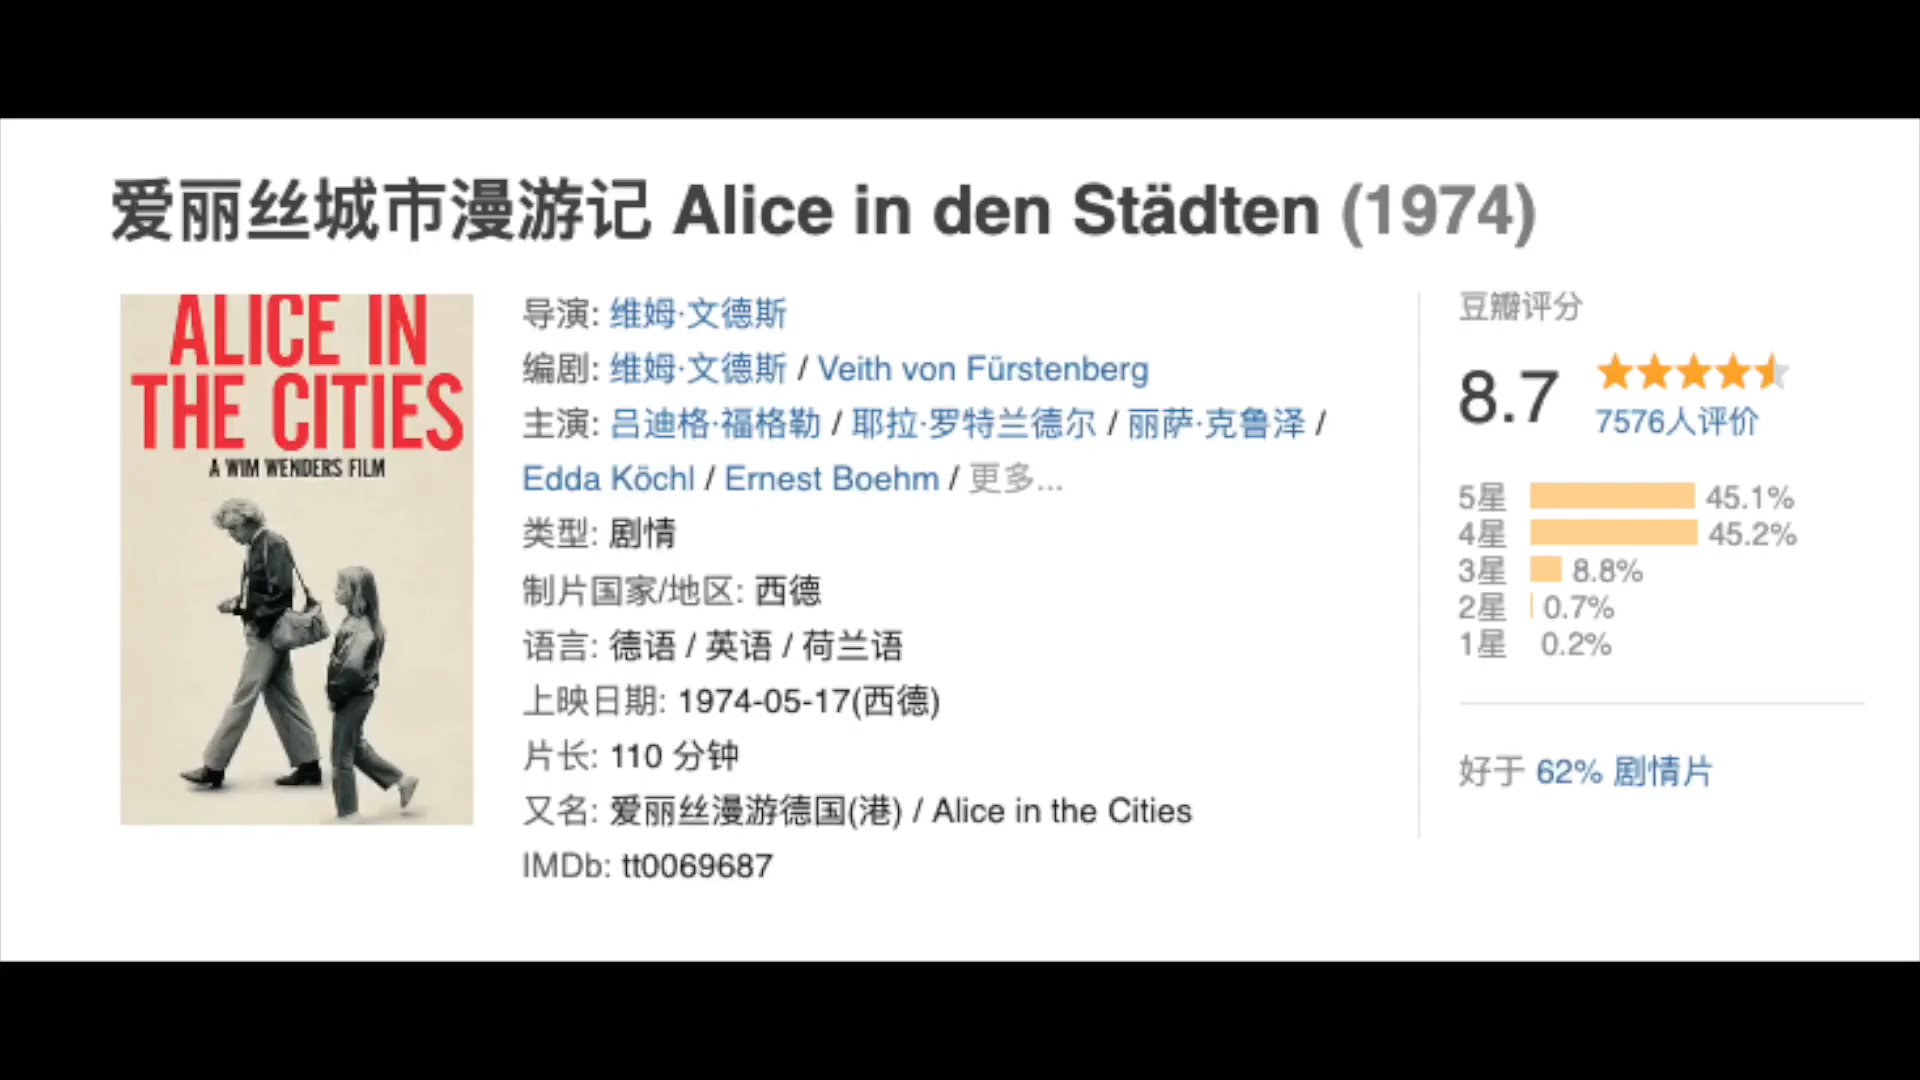 爱丽丝城市漫游记 Alice in den Städten (1974)
ALICE IN
THE CITIES
A WIM WENDERS FILM
导演: 维姆·文德斯
编剧: 维姆·文德斯 / Veith von Fürstenberg
主演: 吕迪格·福格勒 / 耶拉·罗特兰德尔 / 丽萨·克鲁泽 /
Edda Köchl / Ernest Boehm / 更多...
类型: 剧情
制片国家/地区: 西德
语言: 德语 / 英语 / 荷兰语
上映日期: 1974-05-17(西德)
片长: 110 分钟
又名: 爱丽丝漫游德国(港) / Alice in the Cities
IMDb: tt0069687
豆瓣评分
8.7
7576人评价
5星 45.1%
4星 45.2%
3星 8.8%
2星 0.7%
1星 0.2%
好于 62% 剧情片